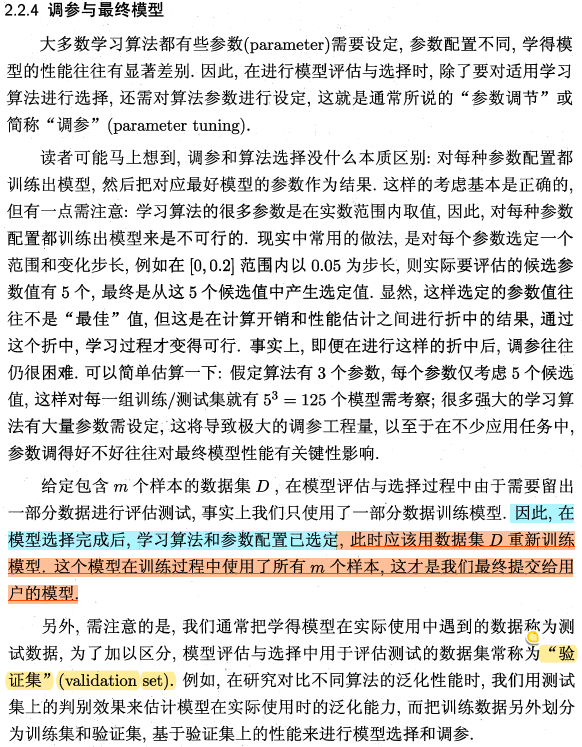 2.2.4 调参与最终模型
大多数学习算法都有些参数(parameter)需要设定, 参数配置不同, 学得模
型的性能往往有显著差别. 因此, 在进行模型评估与选择时, 除了要对适用学习
算法进行选择, 还需对算法参数进行设定, 这就是通常所说的“参数调节”或
简称“调参”(parameter tuning).
读者可能马上想到, 调参和算法选择没什么本质区别: 对每种参数配置都
训练出模型, 然后把对应最好模型的参数作为结果. 这样的考虑基本是正确的,
但有一点需注意: 学习算法的很多参数是在实数范围内取值, 因此, 对每种参数
配置都训练出模型来是不可行的. 现实中常用的做法, 是对每个参数选定一个
范围和变化步长, 例如在 [0,0.2] 范围内以 0.05 为步长, 则实际要评估的候选参
数值有 5 个, 最终是从这 5 个候选值中产生选定值. 显然, 这样选定的参数值往
往不是“最佳”值, 但这是在计算开销和性能估计之间进行折中的结果, 通过
这个折中, 学习过程才变得可行. 事实上, 即便在进行这样的折中后, 调参往往
仍很困难. 可以简单估算一下: 假定算法有 3 个参数, 每个参数仅考虑 5 个候选
值, 这样对每一组训练/测试集就有 5³ = 125 个模型需考察; 很多强大的学习算
法有大量参数需设定, 这将导致极大的调参工程量, 以至于在不少应用任务中,
参数调得好不好往往对最终模型性能有关键性影响.
给定包含 m 个样本的数据集 D , 在模型评估与选择过程中由于需要留出
一部分数据进行评估测试, 事实上我们只使用了一部分数据训练模型. 因此, 在
模型选择完成后, 学习算法和参数配置已选定, 此时应该用数据集 D 重新训练
模型. 这个模型在训练过程中使用了所有 m 个样本, 这才是我们最终提交给用
户的模型.
另外, 需注意的是, 我们通常把学得模型在实际使用中遇到的数据称为测
试数据, 为了加以区分, 模型评估与选择中用于评估测试的数据集常称为“验
证集”(validation set). 例如, 在研究对比不同算法的泛化性能时, 我们用测试
集上的判别效果来估计模型在实际使用时的泛化能力, 而把训练数据另外划分
为训练集和验证集, 基于验证集上的性能来进行模型选择和调参.